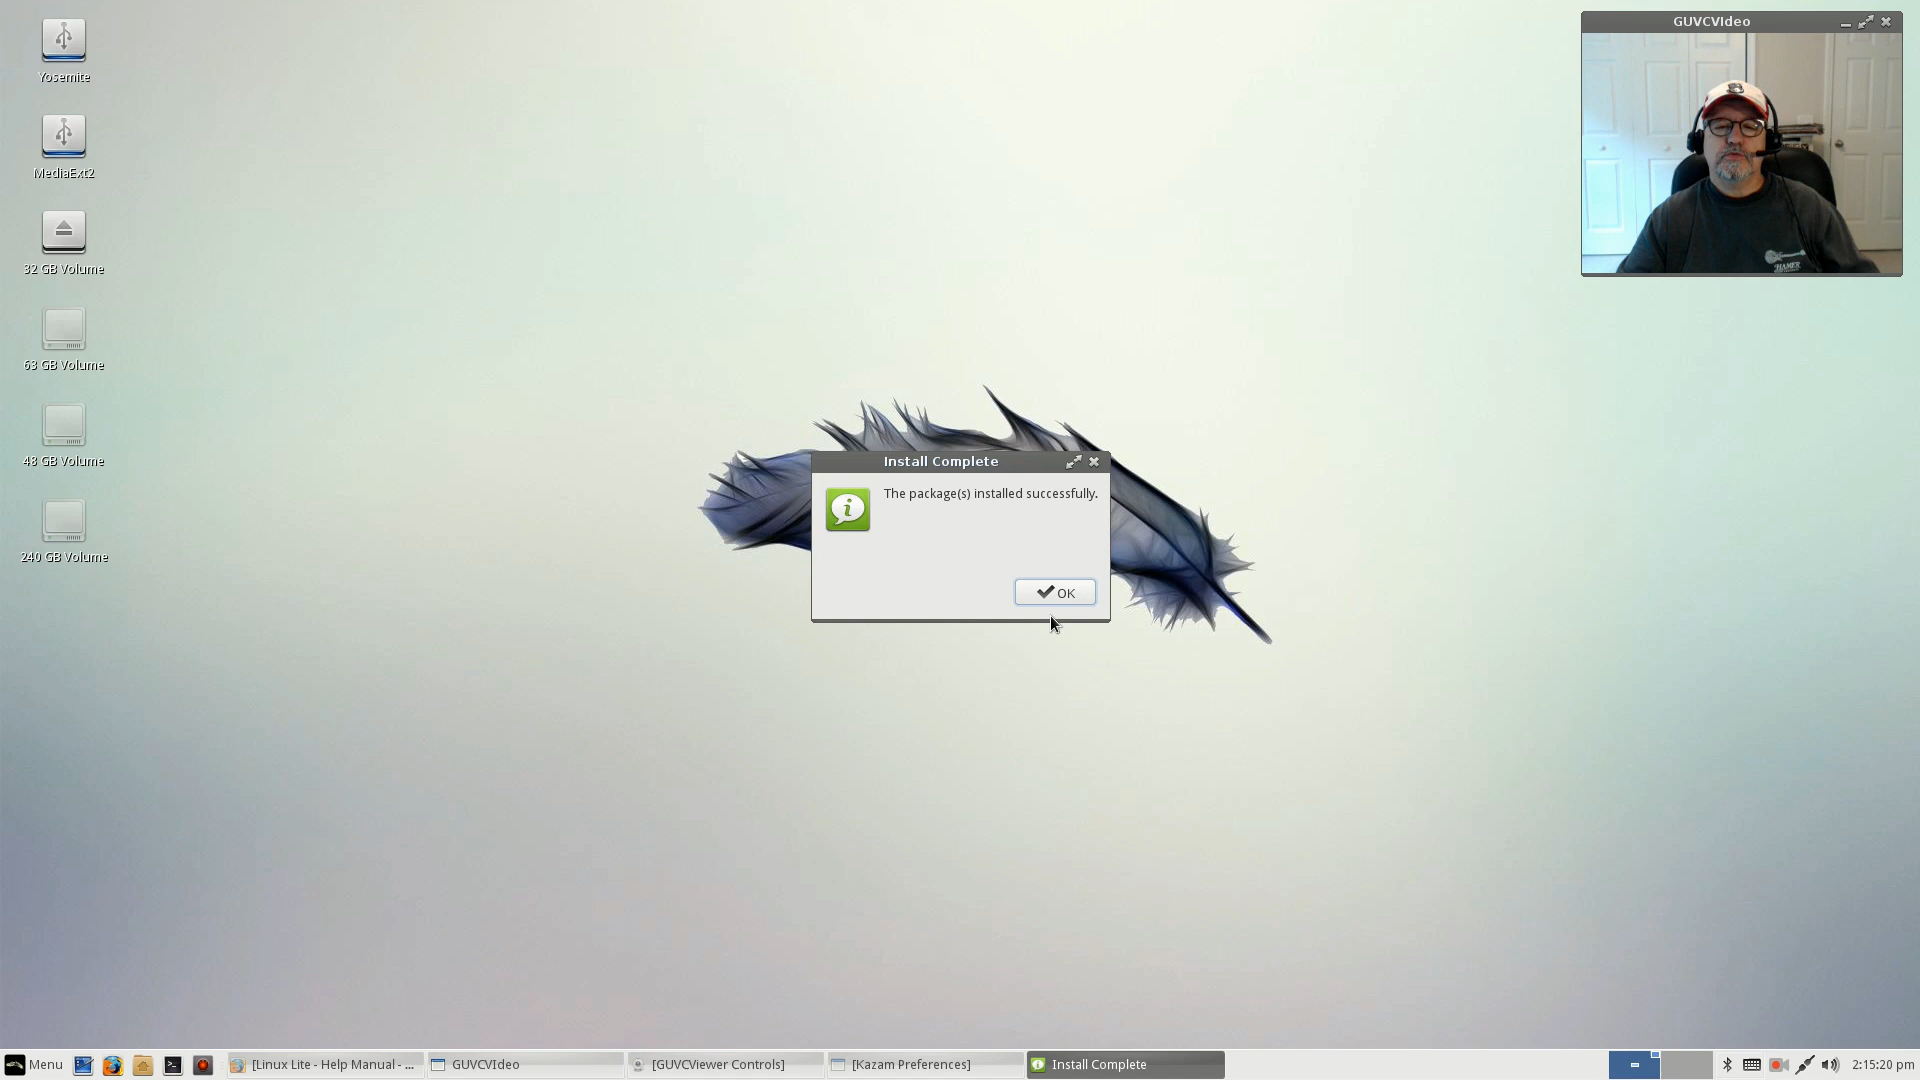 GUVCVIdeo
Yosemite
MediaExt2
32 GB Volume
63 GB Volume
48 GB Volume
240 GB Volume
HAMER
Install Complete
The package(s) installed successfully.
OK
Menu
[Linux Lite - Help Manual - ...
GUVCVIdeo
[GUVCViewer Controls]
[Kazam Preferences]
Install Complete
2:15:20 pm